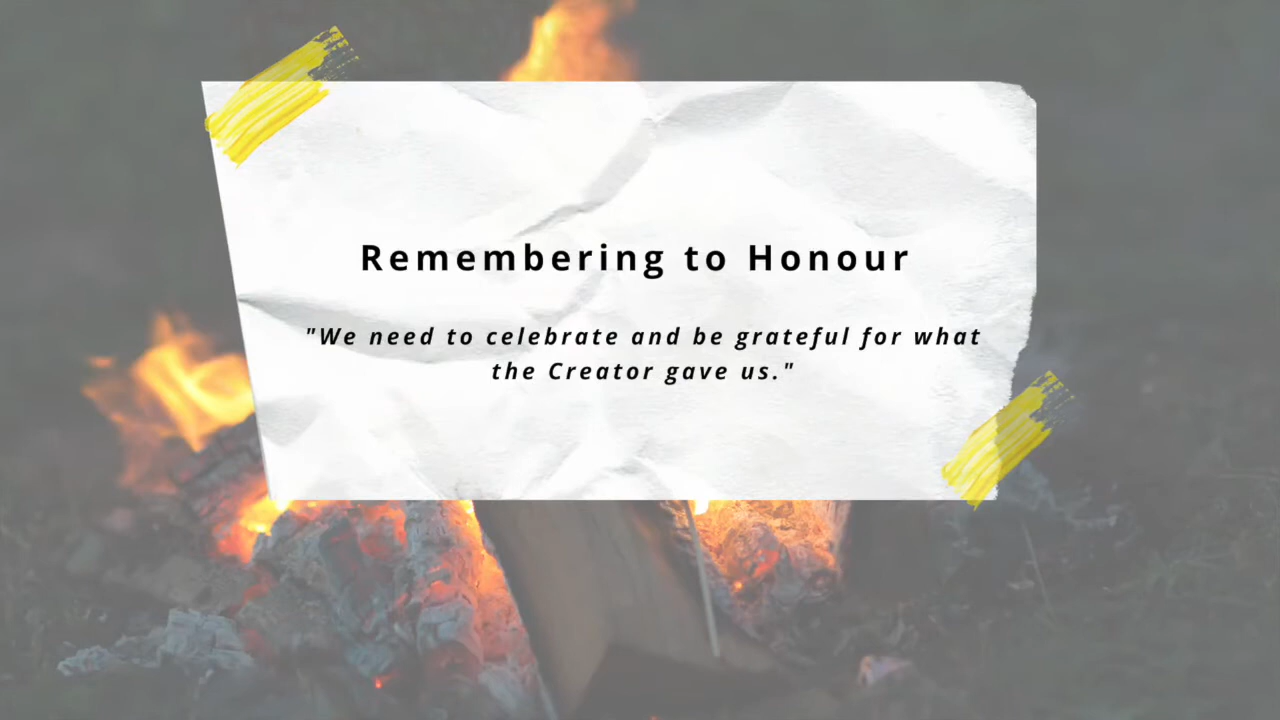 Remembering to Honour
"We need to celebrate and be grateful for what
the Creator gave us."